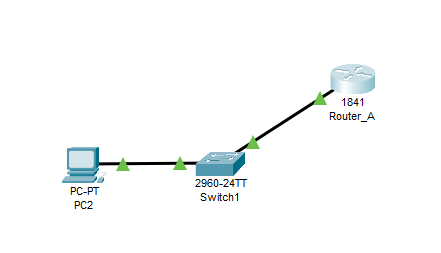 1841
Router_A
2960-24TT
Switch1
PC-PT
PC2